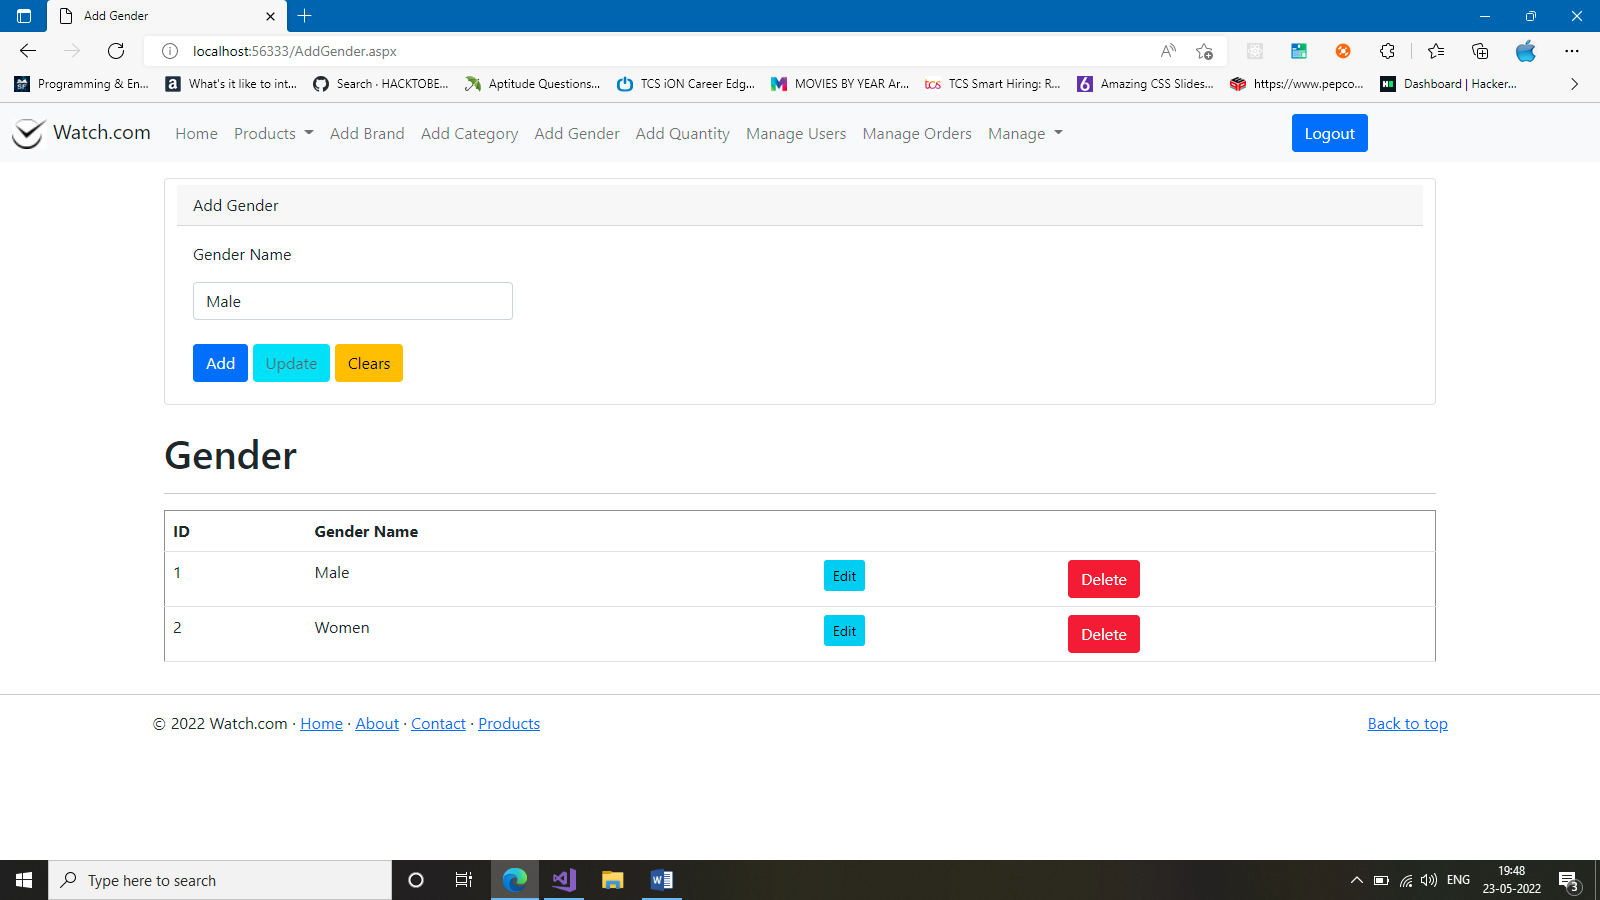 Add Gender
localhost:56333/AddGender.aspx
Programming & En... What's it like to int... Search · HACKTOBE... Aptitude Questions... TCS iON Career Edg... MOVIES BY YEAR Ar... TCS Smart Hiring: R... Amazing CSS Slides... https://www.pepco... Dashboard | Hacker...
Watch.com Home Products Add Brand Add Category Add Gender Add Quantity Manage Users Manage Orders Manage Logout
Add Gender
Gender Name
Male
Add Update Clears
Gender
ID Gender Name
1 Male Edit Delete
2 Women Edit Delete
© 2022 Watch.com · Home · About · Contact · Products Back to top
Type here to search
ENG
19:48
23-05-2022
3